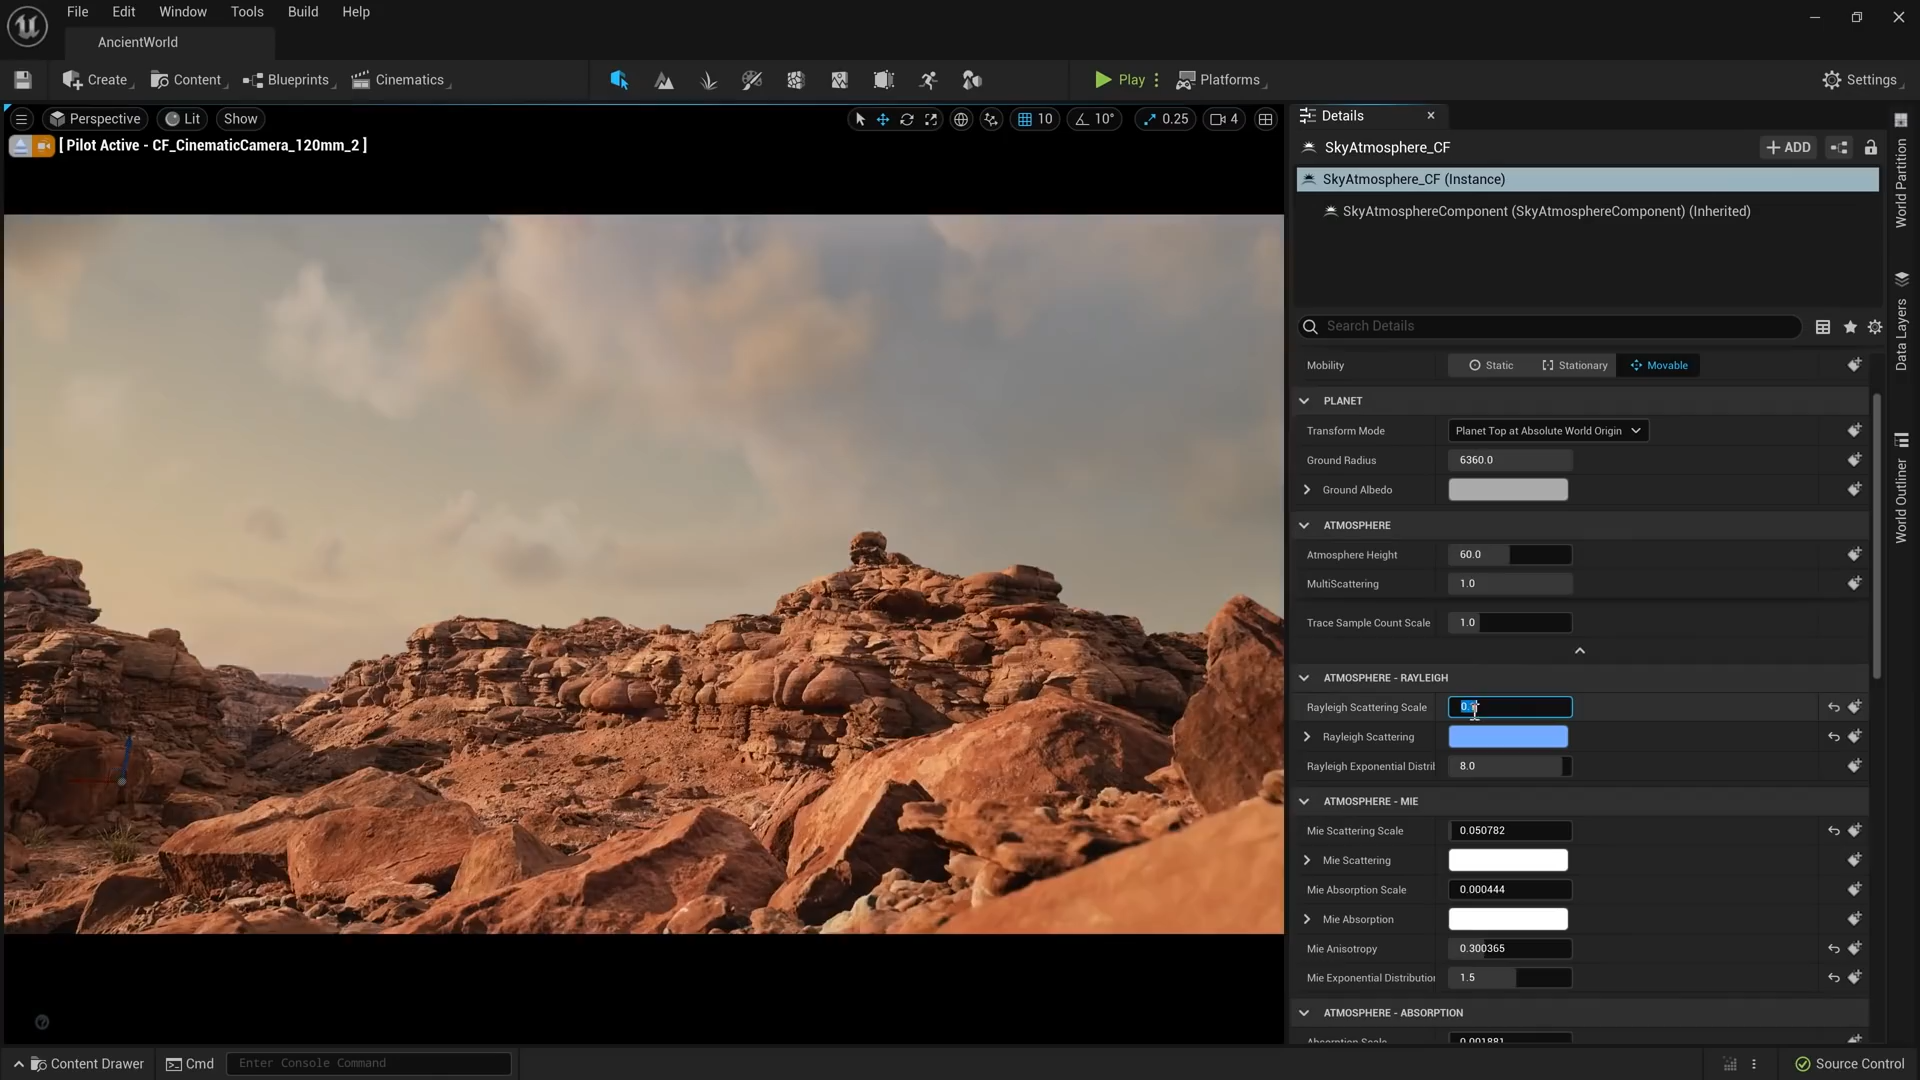 File Edit Window Tools Build Help
AncientWorld
Create Content Blueprints Cinematics Play Platforms Settings
Perspective Lit Show 10 10° 0.25 4
[ Pilot Active - CF_CinematicCamera_120mm_2 ]
Details
SkyAtmosphere_CF + ADD
SkyAtmosphere_CF (Instance)
SkyAtmosphereComponent (SkyAtmosphereComponent) (Inherited)
Search Details
Mobility Static Stationary Movable
PLANET
Transform Mode Planet Top at Absolute World Origin
Ground Radius 6360.0
Ground Albedo
ATMOSPHERE
Atmosphere Height 60.0
MultiScattering 1.0
Trace Sample Count Scale 1.0
ATMOSPHERE - RAYLEIGH
Rayleigh Scattering Scale
Rayleigh Scattering
Rayleigh Exponential Distrib 8.0
ATMOSPHERE - MIE
Mie Scattering Scale 0.050782
Mie Scattering
Mie Absorption Scale 0.000444
Mie Absorption
Mie Anisotropy 0.300365
Mie Exponential Distribution 1.5
ATMOSPHERE - ABSORPTION
Absorption Scale 0.001881
World Partition
Data Layers
World Outliner
Content Drawer Cmd Enter Console Command Source Control